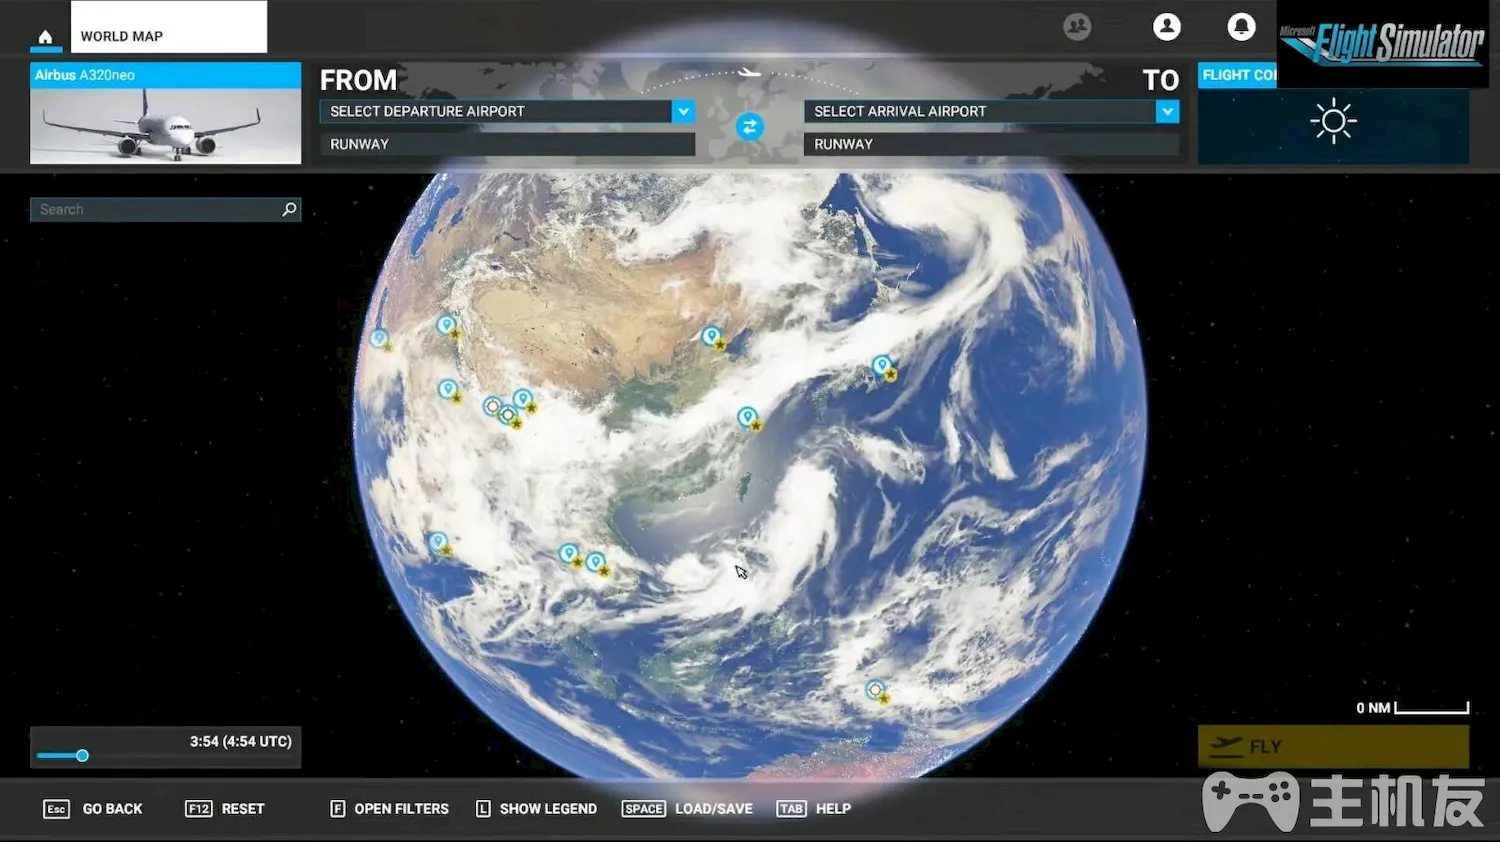 WORLD MAP
Microsoft
Flight Simulator
Airbus A320neo
FROM
TO
FLIGHT CO
SELECT DEPARTURE AIRPORT
SELECT ARRIVAL AIRPORT
RUNWAY
RUNWAY
Search
0 NM
3:54 (4:54 UTC)
FLY
Esc GO BACK
F12 RESET
F OPEN FILTERS
L SHOW LEGEND
SPACE LOAD/SAVE
TAB HELP
主机友